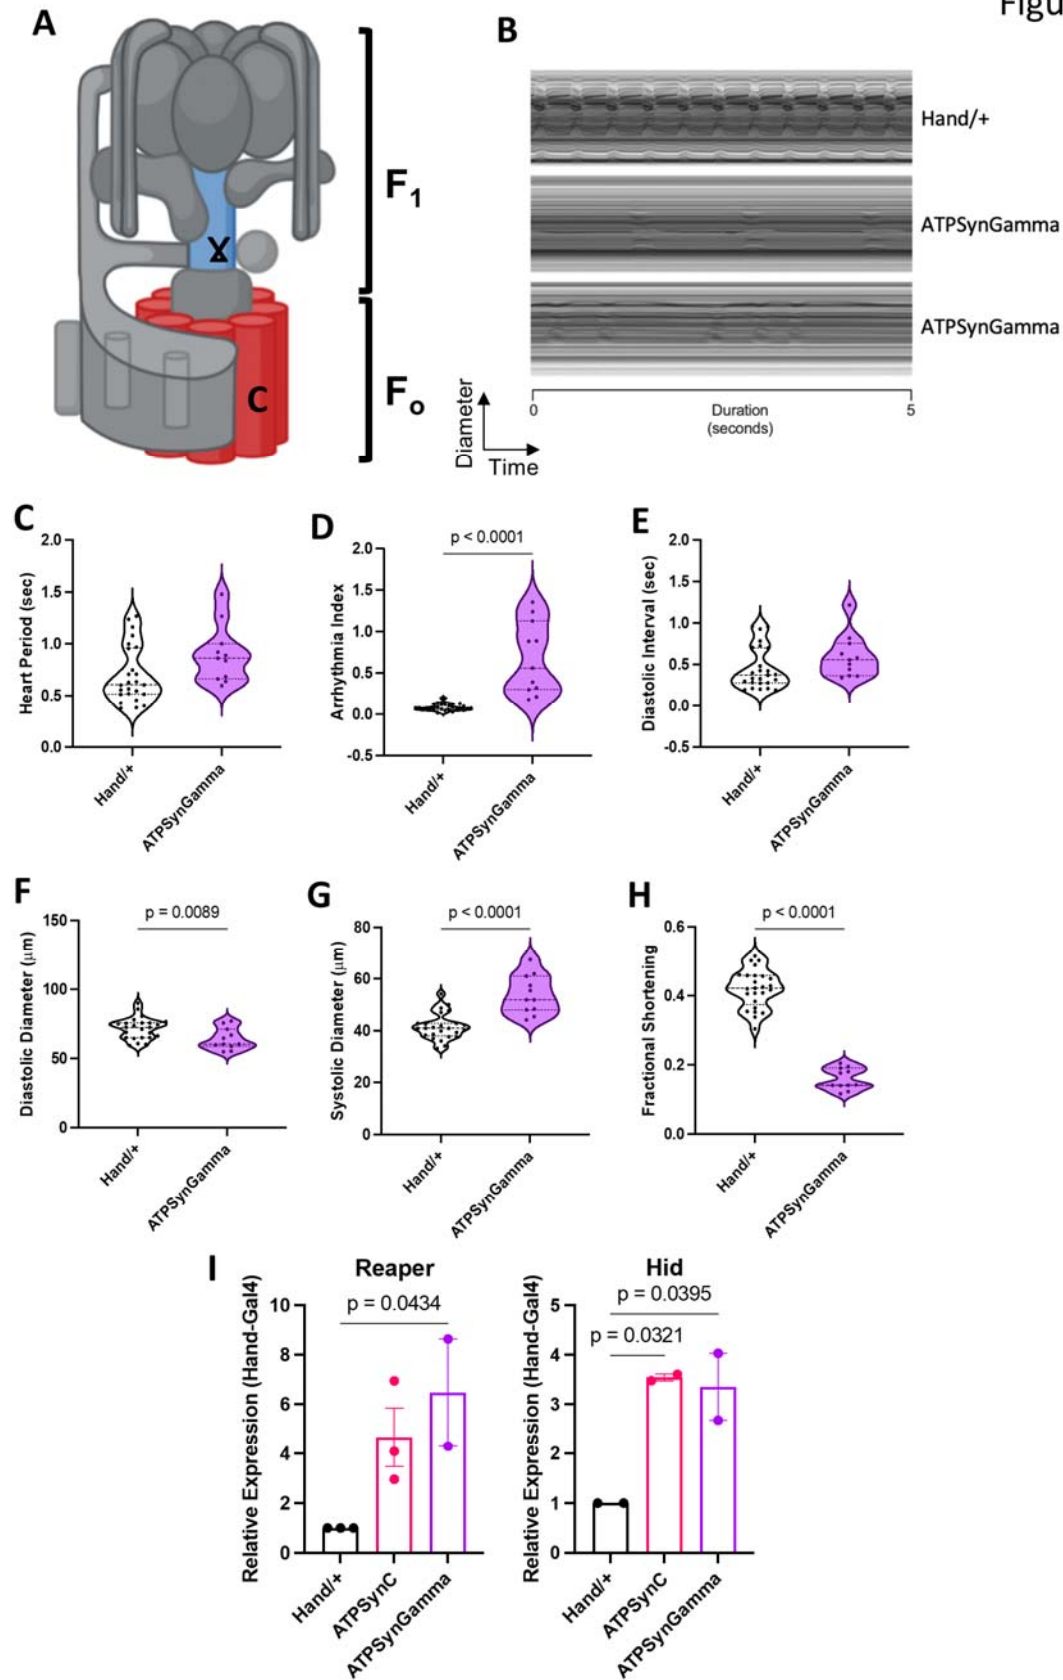 Figu
A
F1
γ
Fo
C
B
Hand/+
ATPSynGamma
ATPSynGamma
0
Duration
(seconds)
5
Diameter
Time
C
Heart Period (sec)
2.0
1.5
1.0
0.5
0.0
Hand/+
ATPSynGamma
D
p < 0.0001
Arrhythmia Index
2.0
1.5
1.0
0.5
0.0
-0.5
Hand/+
ATPSynGamma
E
Diastolic Interval (sec)
2.0
1.5
1.0
0.5
0.0
-0.5
Hand/+
ATPSynGamma
F
p = 0.0089
Diastolic Diameter (μm)
150
100
50
0
Hand/+
ATPSynGamma
G
p < 0.0001
Systolic Diameter (μm)
80
60
40
20
0
Hand/+
ATPSynGamma
H
p < 0.0001
Fractional Shortening
0.6
0.4
0.2
0.0
Hand/+
ATPSynGamma
I
Reaper
p = 0.0434
Relative Expression (Hand-Gal4)
10
8
6
4
2
0
Hand/+
ATPSynC
ATPSynGamma
Hid
p = 0.0395
p = 0.0321
Relative Expression (Hand-Gal4)
5
4
3
2
1
0
Hand/+
ATPSynC
ATPSynGamma